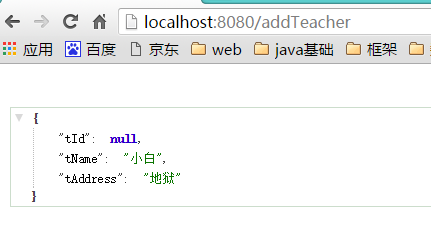 localhost:8080/addTeacher
应用 百度 京东 web java基础 框架
{
"tId": null,
"tName": "小白",
"tAddress": "地狱"
}